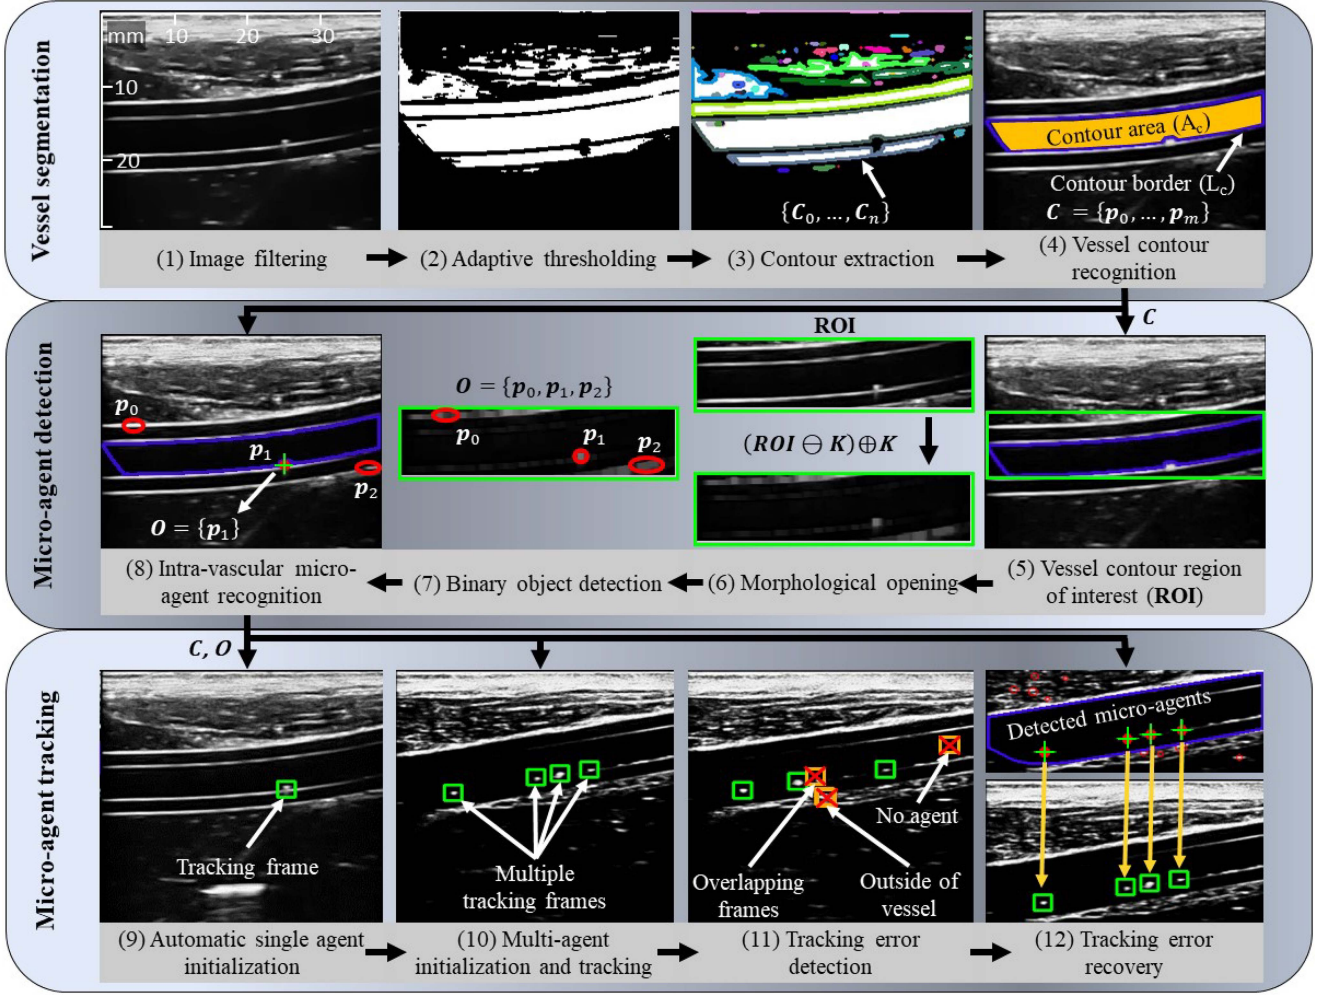 Vessel segmentation
mm 10 20 30
10
20
{C₀, ..., Cₙ}
Contour area (A_c)
Contour border (L_c)
C = {p₀, ..., pₘ}
(1) Image filtering
(2) Adaptive thresholding
(3) Contour extraction
(4) Vessel contour
recognition
Micro-agent detection
C
p₀
p₁
p₂
O = {p₁}
O = {p₀, p₁, p₂}
p₀
p₁
p₂
ROI
(ROI ⊖ K)⊕K
(8) Intra-vascular micro-
agent recognition
(7) Binary object detection
(6) Morphological opening
(5) Vessel contour region
of interest (ROI)
Micro-agent tracking
C, O
Tracking frame
Multiple
tracking frames
No agent
Overlapping
frames
Outside of
vessel
Detected micro-agents
(9) Automatic single agent
initialization
(10) Multi-agent
initialization and tracking
(11) Tracking error
detection
(12) Tracking error
recovery